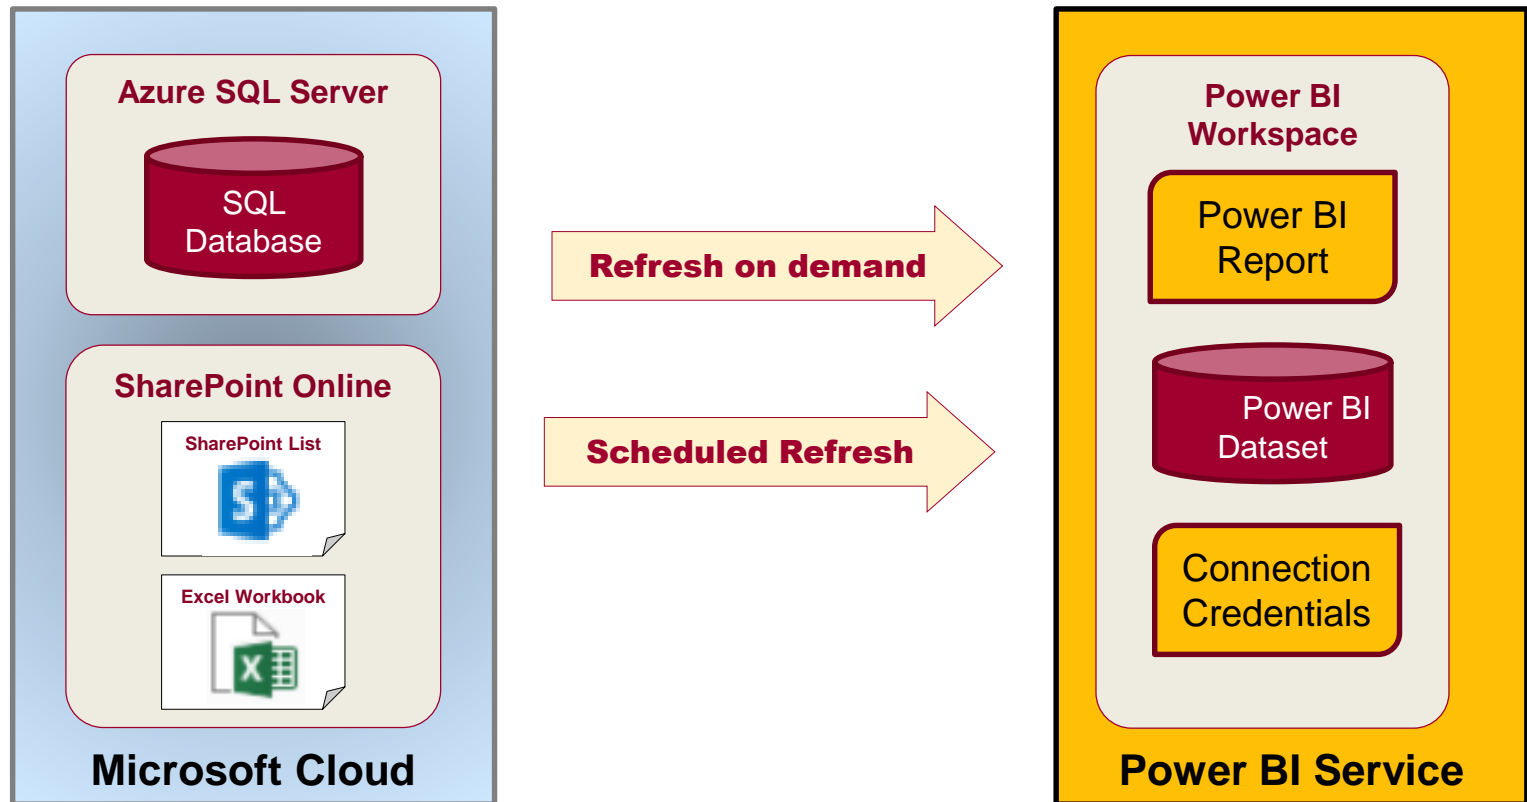 Azure SQL Server
SQL
Database
SharePoint Online
SharePoint List
S
Excel Workbook
X
Microsoft Cloud
Refresh on demand
Scheduled Refresh
Power BI
Workspace
Power BI
Report
Power BI
Dataset
Connection
Credentials
Power BI Service